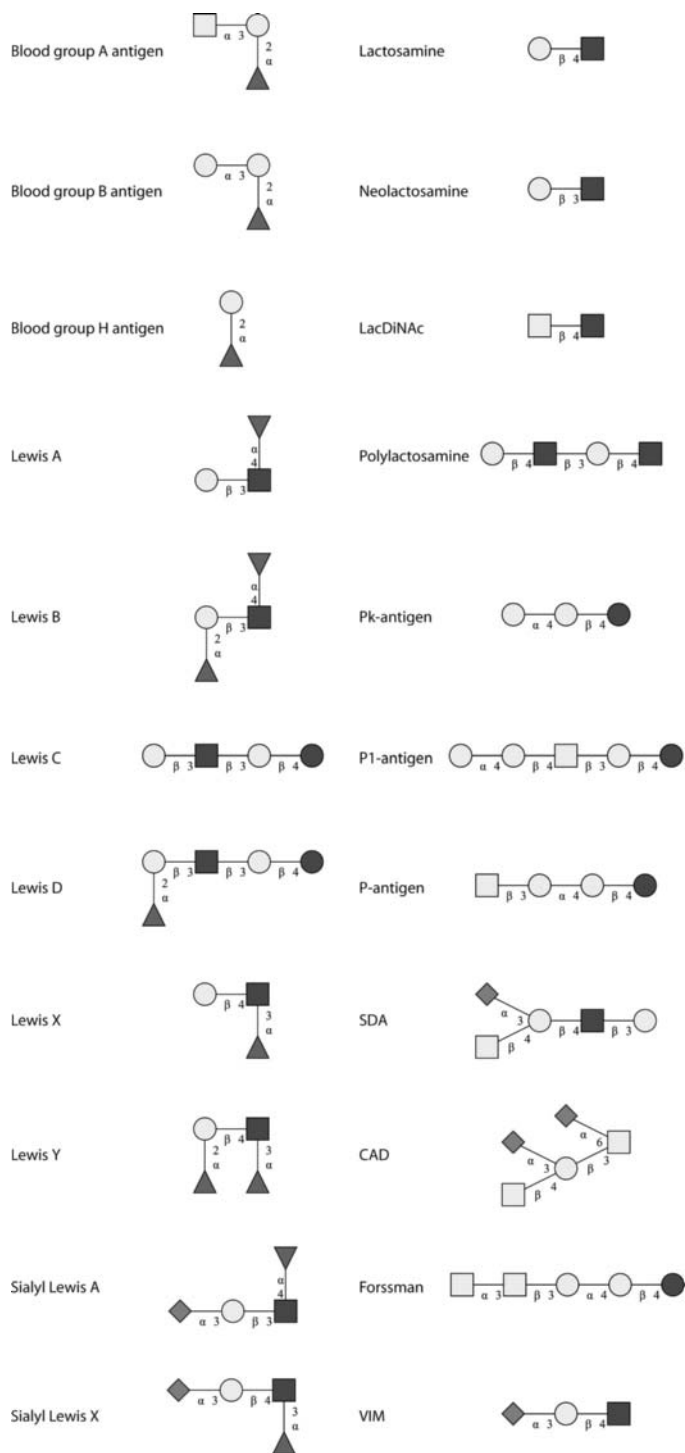 Blood group A antigen
α 3
2
α
Lactosamine
β 4
Blood group B antigen
α 3
2
α
Neolactosamine
β 3
Blood group H antigen
2
α
LacDiNAc
β 4
Lewis A
α
4
β 3
Polylactosamine
β 4 β 3 β 4
Lewis B
α
4
β 3
2
α
Pk-antigen
α 4 β 4
Lewis C
β 3 β 3 β 4
P1-antigen
α 4 β 4 β 3 β 4
Lewis D
β 3 β 3 β 4
2
α
P-antigen
β 3 α 4 β 4
Lewis X
β 4
3
α
SDA
α 3
β 4
β 4 β 3
Lewis Y
β 4
2
α
3
α
CAD
α 6
α 3
β 3
β 4
Sialyl Lewis A
α
4
α 3 β 3
Forssman
α 3 β 3 α 4 β 4
Sialyl Lewis X
α 3 β 4
3
α
VIM
α 3 β 4